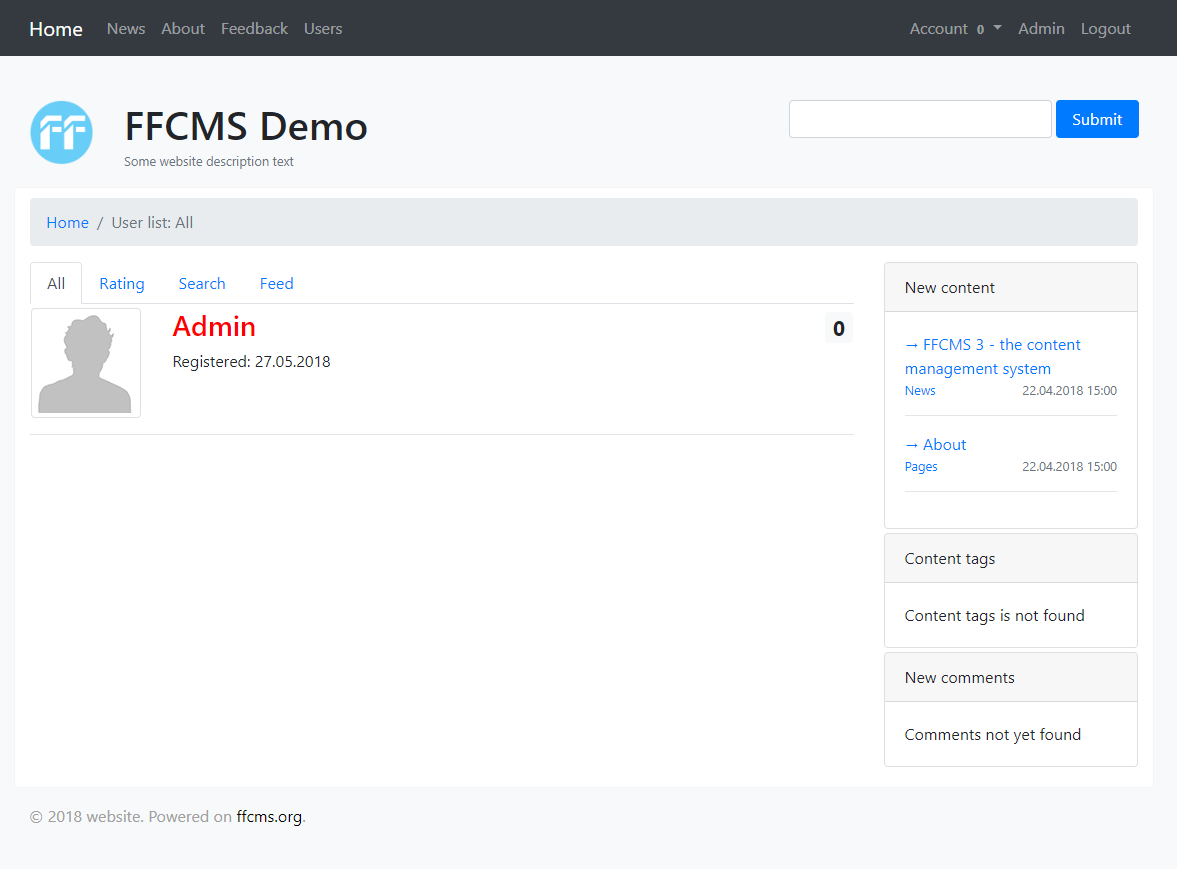 Home News About Feedback Users Account 0 Admin Logout
FF
FFCMS Demo
Some website description text
Submit
Home / User list: All
All Rating Search Feed
Admin
0
Registered: 27.05.2018
New content
→ FFCMS 3 - the content
management system
News 22.04.2018 15:00
→ About
Pages 22.04.2018 15:00
Content tags
Content tags is not found
New comments
Comments not yet found
© 2018 website. Powered on ffcms.org.